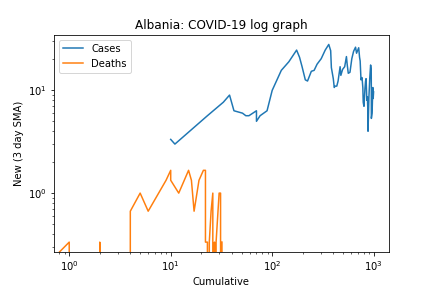 Albania: COVID-19 log graph
Cases
Deaths
New (3 day SMA)
10¹
10⁰
10⁰ 10¹ 10² 10³
Cumulative